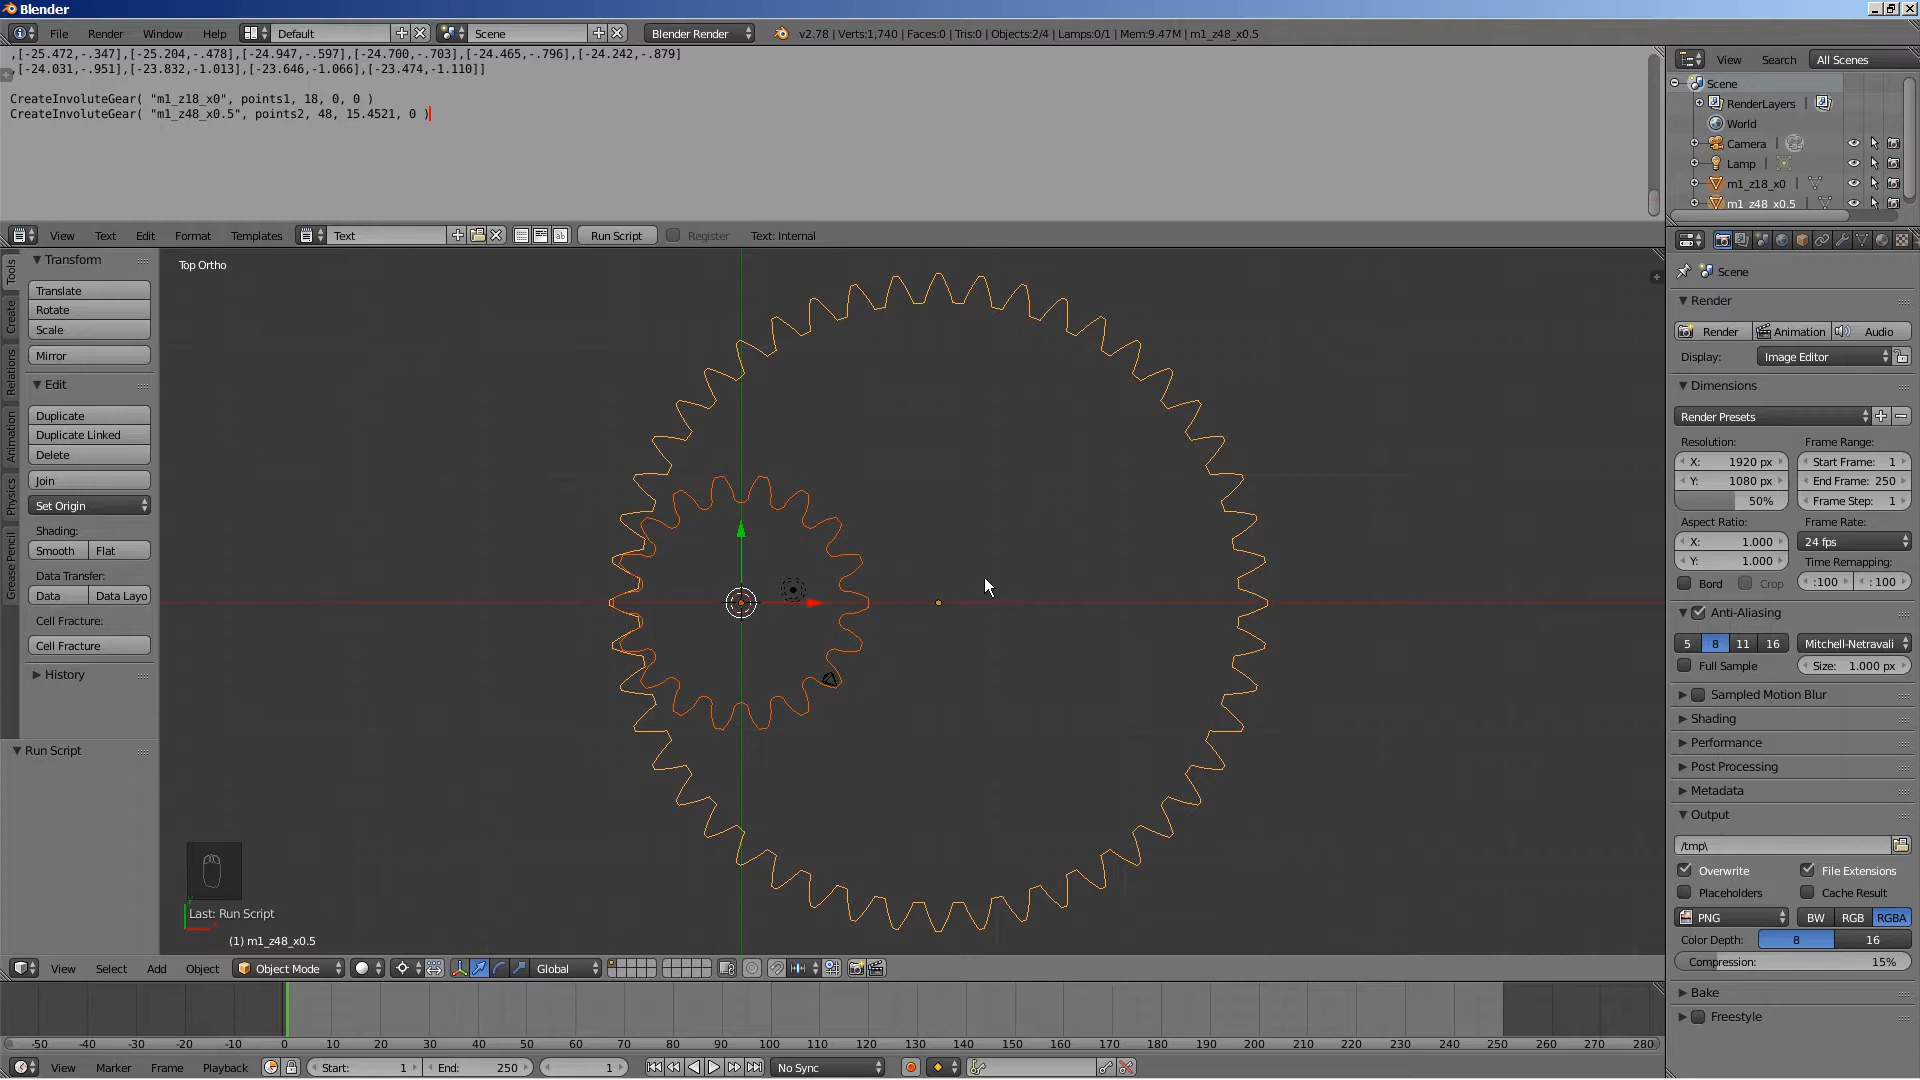 Blender
File
Render
Window
Help
Default
Scene
Blender Render
v2.78 | Verts:1,740 | Faces:0 | Tris:0 | Objects:2/4 | Lamps:0/1 | Mem:9.47M | m1_z48_x0.5
,[-25.472,-.347],[-25.204,-.478],[-24.947,-.597],[-24.700,-.703],[-24.465,-.796],[-24.242,-.879]
,[-24.031,-.951],[-23.832,-1.013],[-23.646,-1.066],[-23.474,-1.110]]
CreateInvoluteGear( "m1_z18_x0", points1, 18, 0, 0 )
CreateInvoluteGear( "m1_z48_x0.5", points2, 48, 15.4521, 0 )
View
Text
Edit
Format
Templates
Text
Run Script
Register
Text: Internal
View
Search
All Scenes
Scene
RenderLayers
World
Camera
Lamp
m1_z18_x0
m1_z48_x0.5
Tools
Create
Relations
Animation
Physics
Grease Pencil
Transform
Translate
Rotate
Scale
Mirror
Edit
Duplicate
Duplicate Linked
Delete
Join
Set Origin
Shading:
Smooth
Flat
Data Transfer:
Data
Data Layo
Cell Fracture:
Cell Fracture
History
Run Script
Top Ortho
Last: Run Script
(1) m1_z48_x0.5
View
Select
Add
Object
Object Mode
Global
Scene
Render
Render
Animation
Audio
Display:
Image Editor
Dimensions
Render Presets
Resolution:
Frame Range:
X: 1920 px
Start Frame: 1
Y: 1080 px
End Frame: 250
50%
Frame Step: 1
Aspect Ratio:
Frame Rate:
X: 1.000
24 fps
Y: 1.000
Time Remapping:
Bord
Crop
:100
: 100
Anti-Aliasing
5
8
11
16
Mitchell-Netravali
Full Sample
Size: 1.000 px
Sampled Motion Blur
Shading
Performance
Post Processing
Metadata
Output
/tmp\
Overwrite
File Extensions
Placeholders
Cache Result
PNG
BW
RGB
RGBA
Color Depth:
8
16
Compression: 15%
Bake
Freestyle
-50 -40 -30 -20 -10 0 10 20 30 40 50 60 70 80 90 100 110 120 130 140 150 160 170 180 190 200 210 220 230 240 250 260 270 280
View
Marker
Frame
Playback
Start: 1
End: 250
1
No Sync